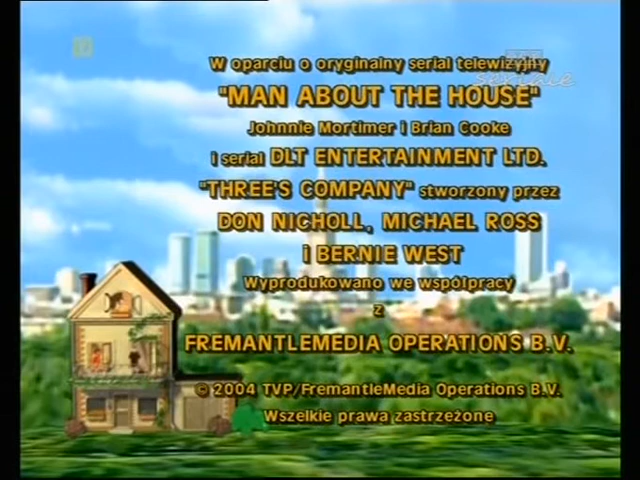 W oparciu o oryginalny serial telewizyjny
"MAN ABOUT THE HOUSE"
Johnnie Mortimer i Brian Cooke
i serial DLT ENTERTAINMENT LTD.
"THREE'S COMPANY" stworzony przez
DON NICHOLL, MICHAEL ROSS
i BERNIE WEST
Wyprodukowano we współpracy
z
FREMANTLEMEDIA OPERATIONS B.V.
© 2004 TVP/FremantleMedia Operations B.V.
Wszelkie prawa zastrzeżone
seriale